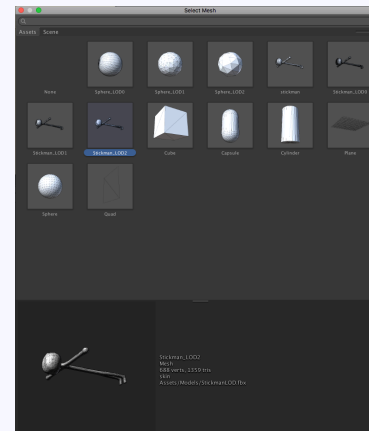 Select Mesh
Assets Scene
None Sphere_LOD0 Sphere_LOD1 Sphere_LOD2 stickman Stickman_LOD0
Stickman_LOD1 Stickman_LOD2 Cube Capsule Cylinder Plane
Sphere Quad
Stickman_LOD2
Mesh
688 verts, 1359 tris
skin
Assets/Models/StickmanLOD.fbx